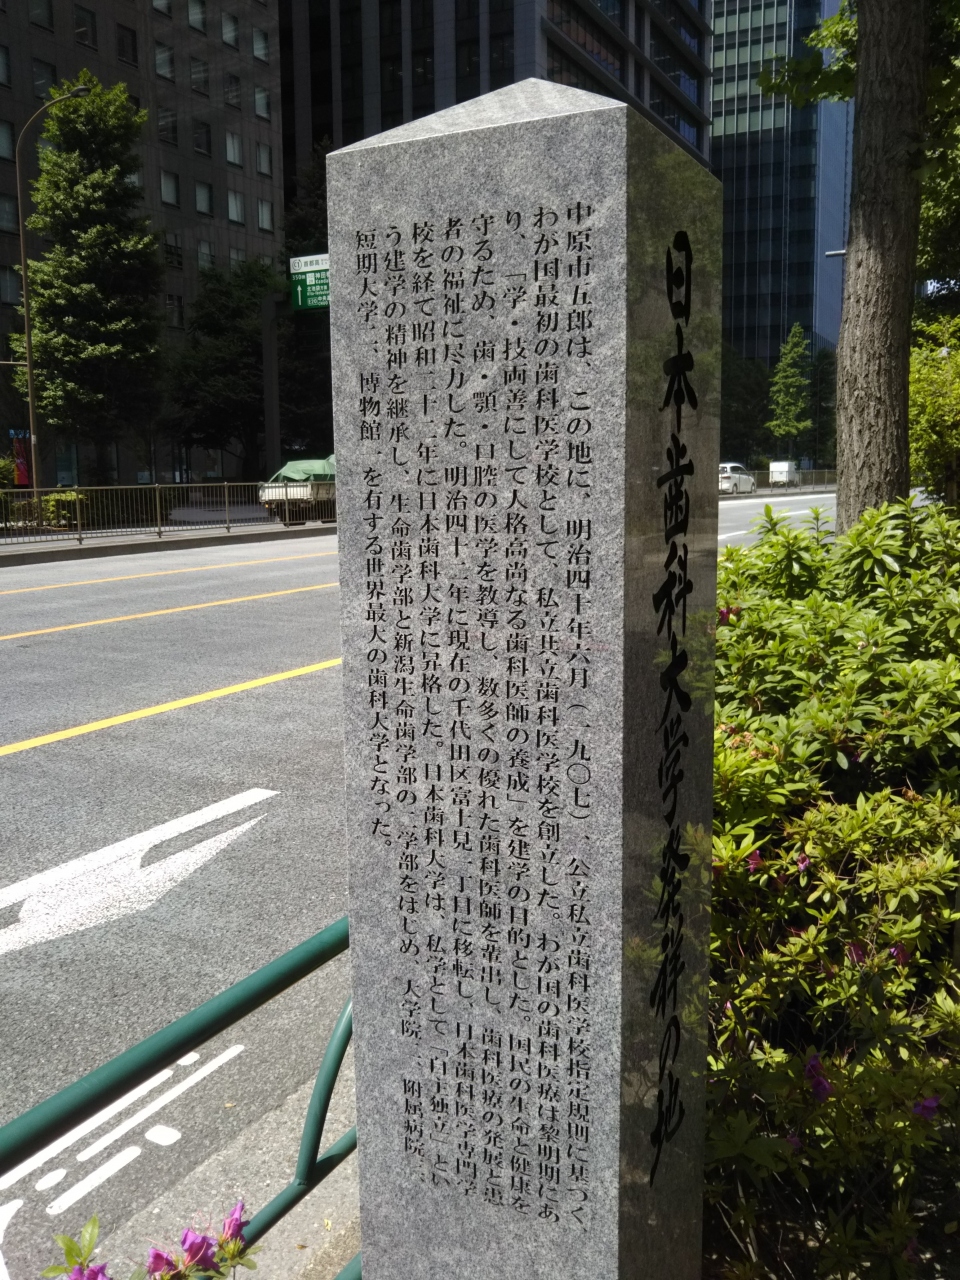 日本歯科大学発祥の地
中原市五郎は、この地に、明治四十年六月（一九〇七）、公立私立歯科医学校指定規則に基づく、
わが国最初の歯科医学校として、私立共立歯科医学校を創立した。わが国の歯科医療は黎明期にあ
り、「学・技両善にして人格高尚なる歯科医師の養成」を建学の目的とした。国民の生命と健康を
守るため、歯・顎・口腔の医学を教導し、数多くの優れた歯科医師を輩出し、歯科医療の発展と患
者の福祉に尽力した。明治四十二年に現在の千代田区富士見一丁目に移転し、日本歯科医学専門学
校を経て昭和二十二年に日本歯科大学に昇格した。日本歯科大学は、私学として「自主独立」とい
う建学の精神を継承し、生命歯学部と新潟生命歯学部の二学部をはじめ、大学院二、附属病院三、
短期大学二、博物館一を有する世界最大の歯科大学となった。